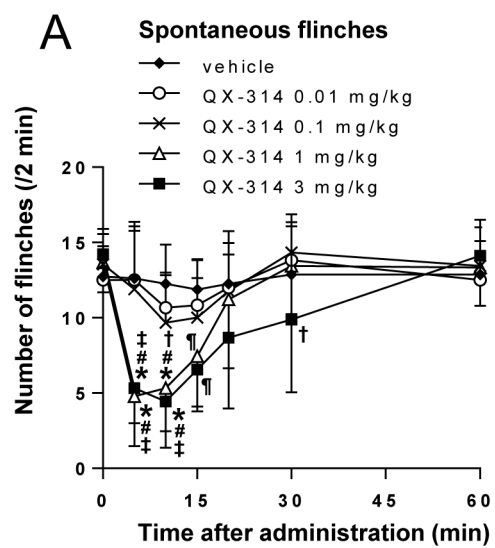 A
Spontaneous flinches
vehicle
QX-314 0.01 mg/kg
QX-314 0.1 mg/kg
QX-314 1 mg/kg
QX-314 3 mg/kg
Number of flinches (/2 min)
20
15
10
5
0
‡ † ¶
# #
* *
†
¶
* *
# #
‡ ‡
0 15 30 45 60
Time after administration (min)